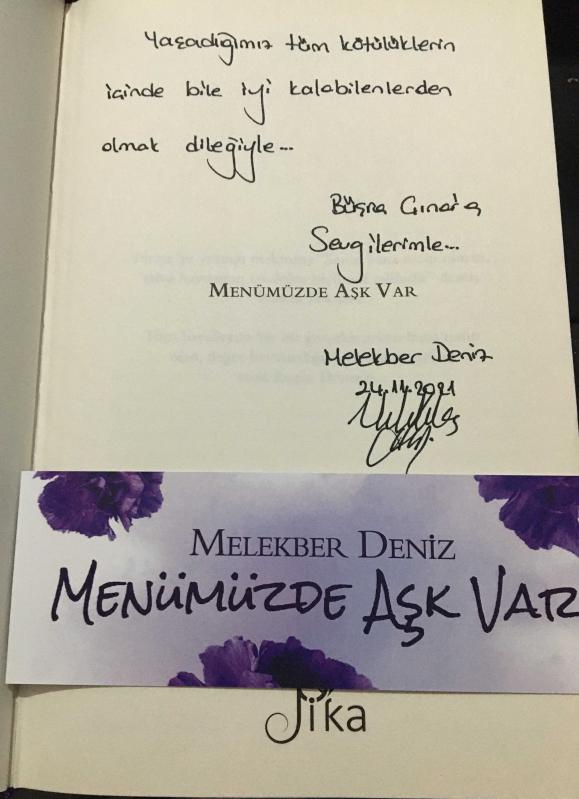 Yaşadığımız tüm kötülüklerin
içinde bile iyi kalabilenlerden
olmak dileğiyle...
Büşra Çınar'a
Sevgilerimle...
MENÜMÜZDE AŞK VAR
Melekber Deniz
24.11.2021
MELEKBER DENİZ
MENÜMÜZDE AŞK VAR